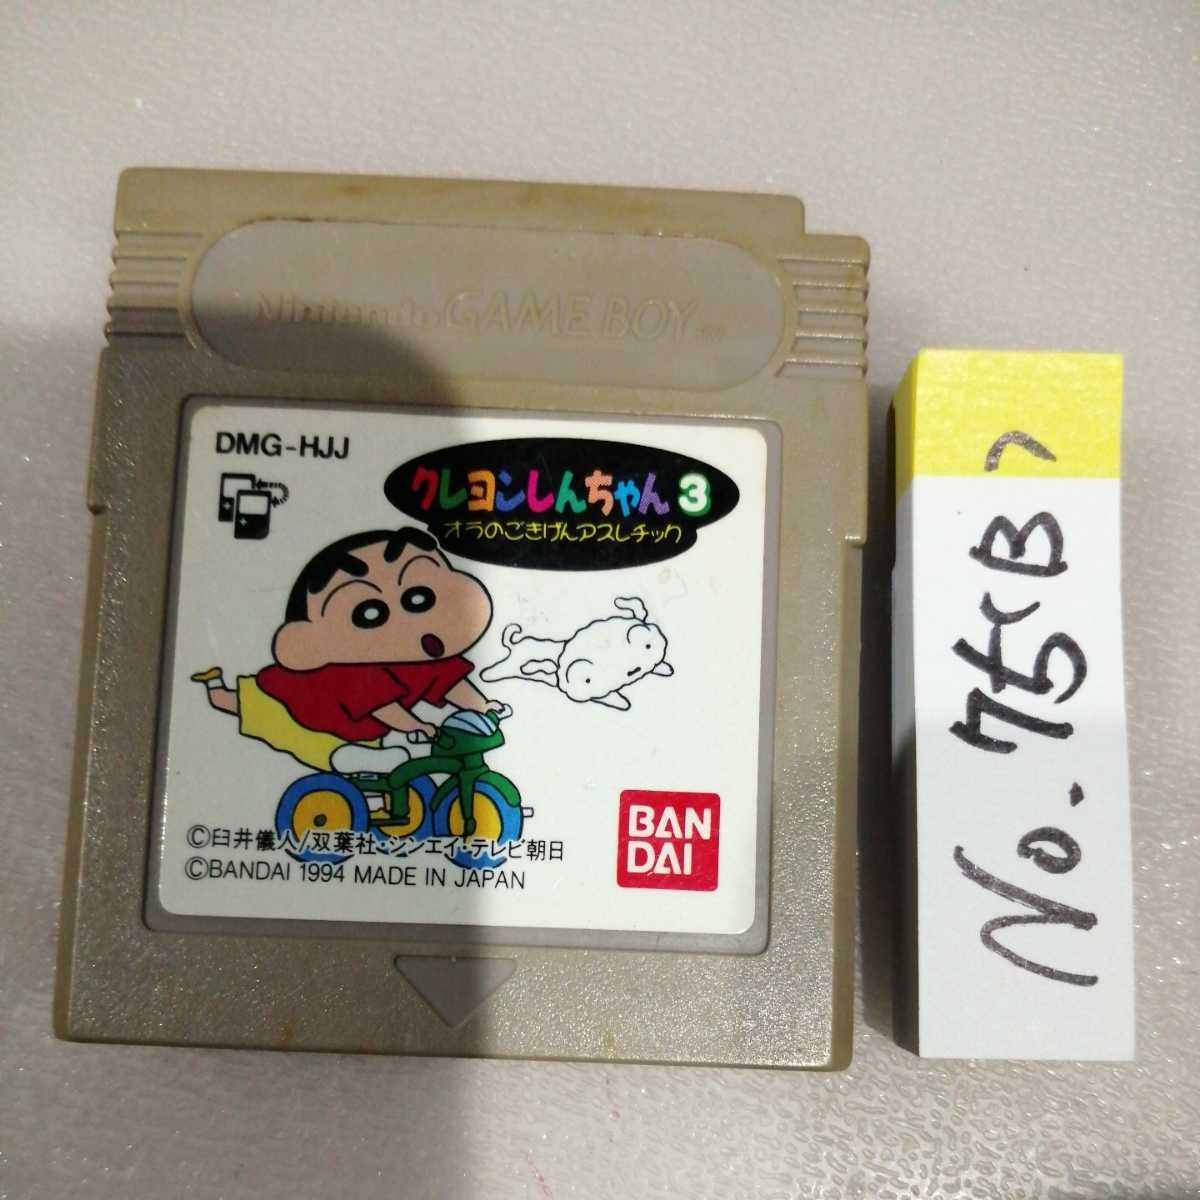 Nintendo GAME BOY TM
DMG-HJJ
クレヨンしんちゃん3
オラのごきげんアスレチック
BAN
DAI
©臼井儀人/双葉社・シンエイ・テレビ朝日
©BANDAI 1994 MADE IN JAPAN
No.75(B)